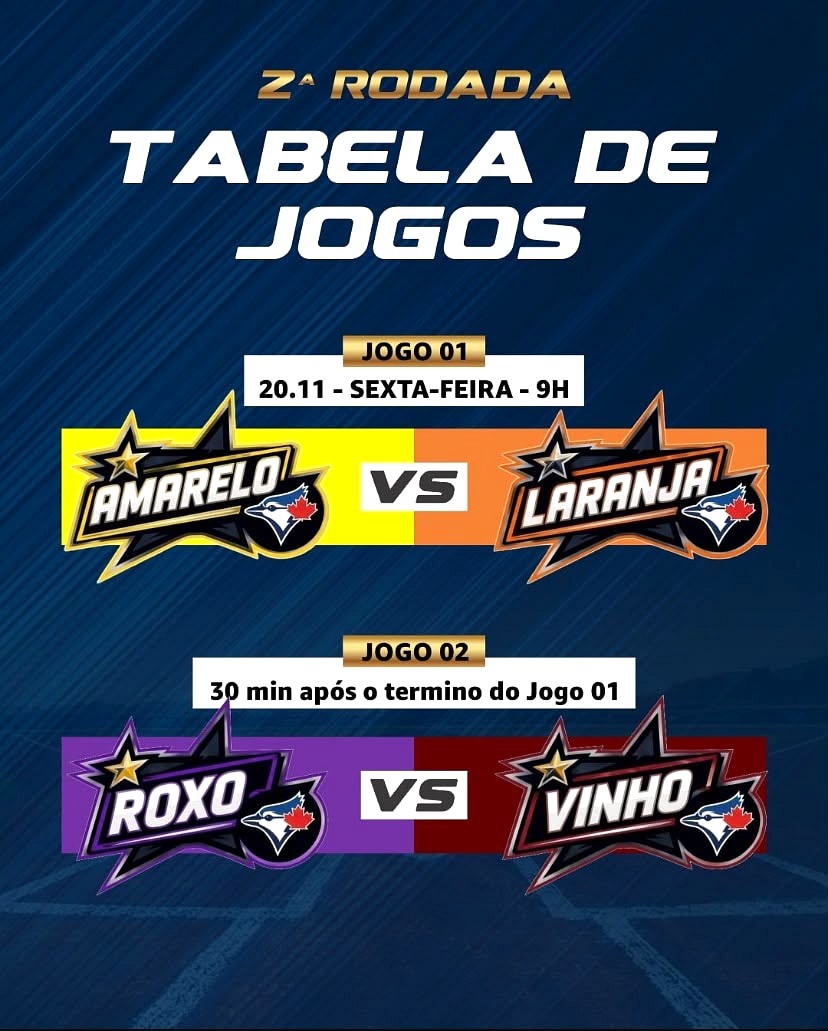 2ª RODADA
TABELA DE
JOGOS
JOGO 01
20.11 - SEXTA-FEIRA - 9H
AMARELO
VS
LARANJA
JOGO 02
30 min após o termino do Jogo 01
ROXO
VS
VINHO